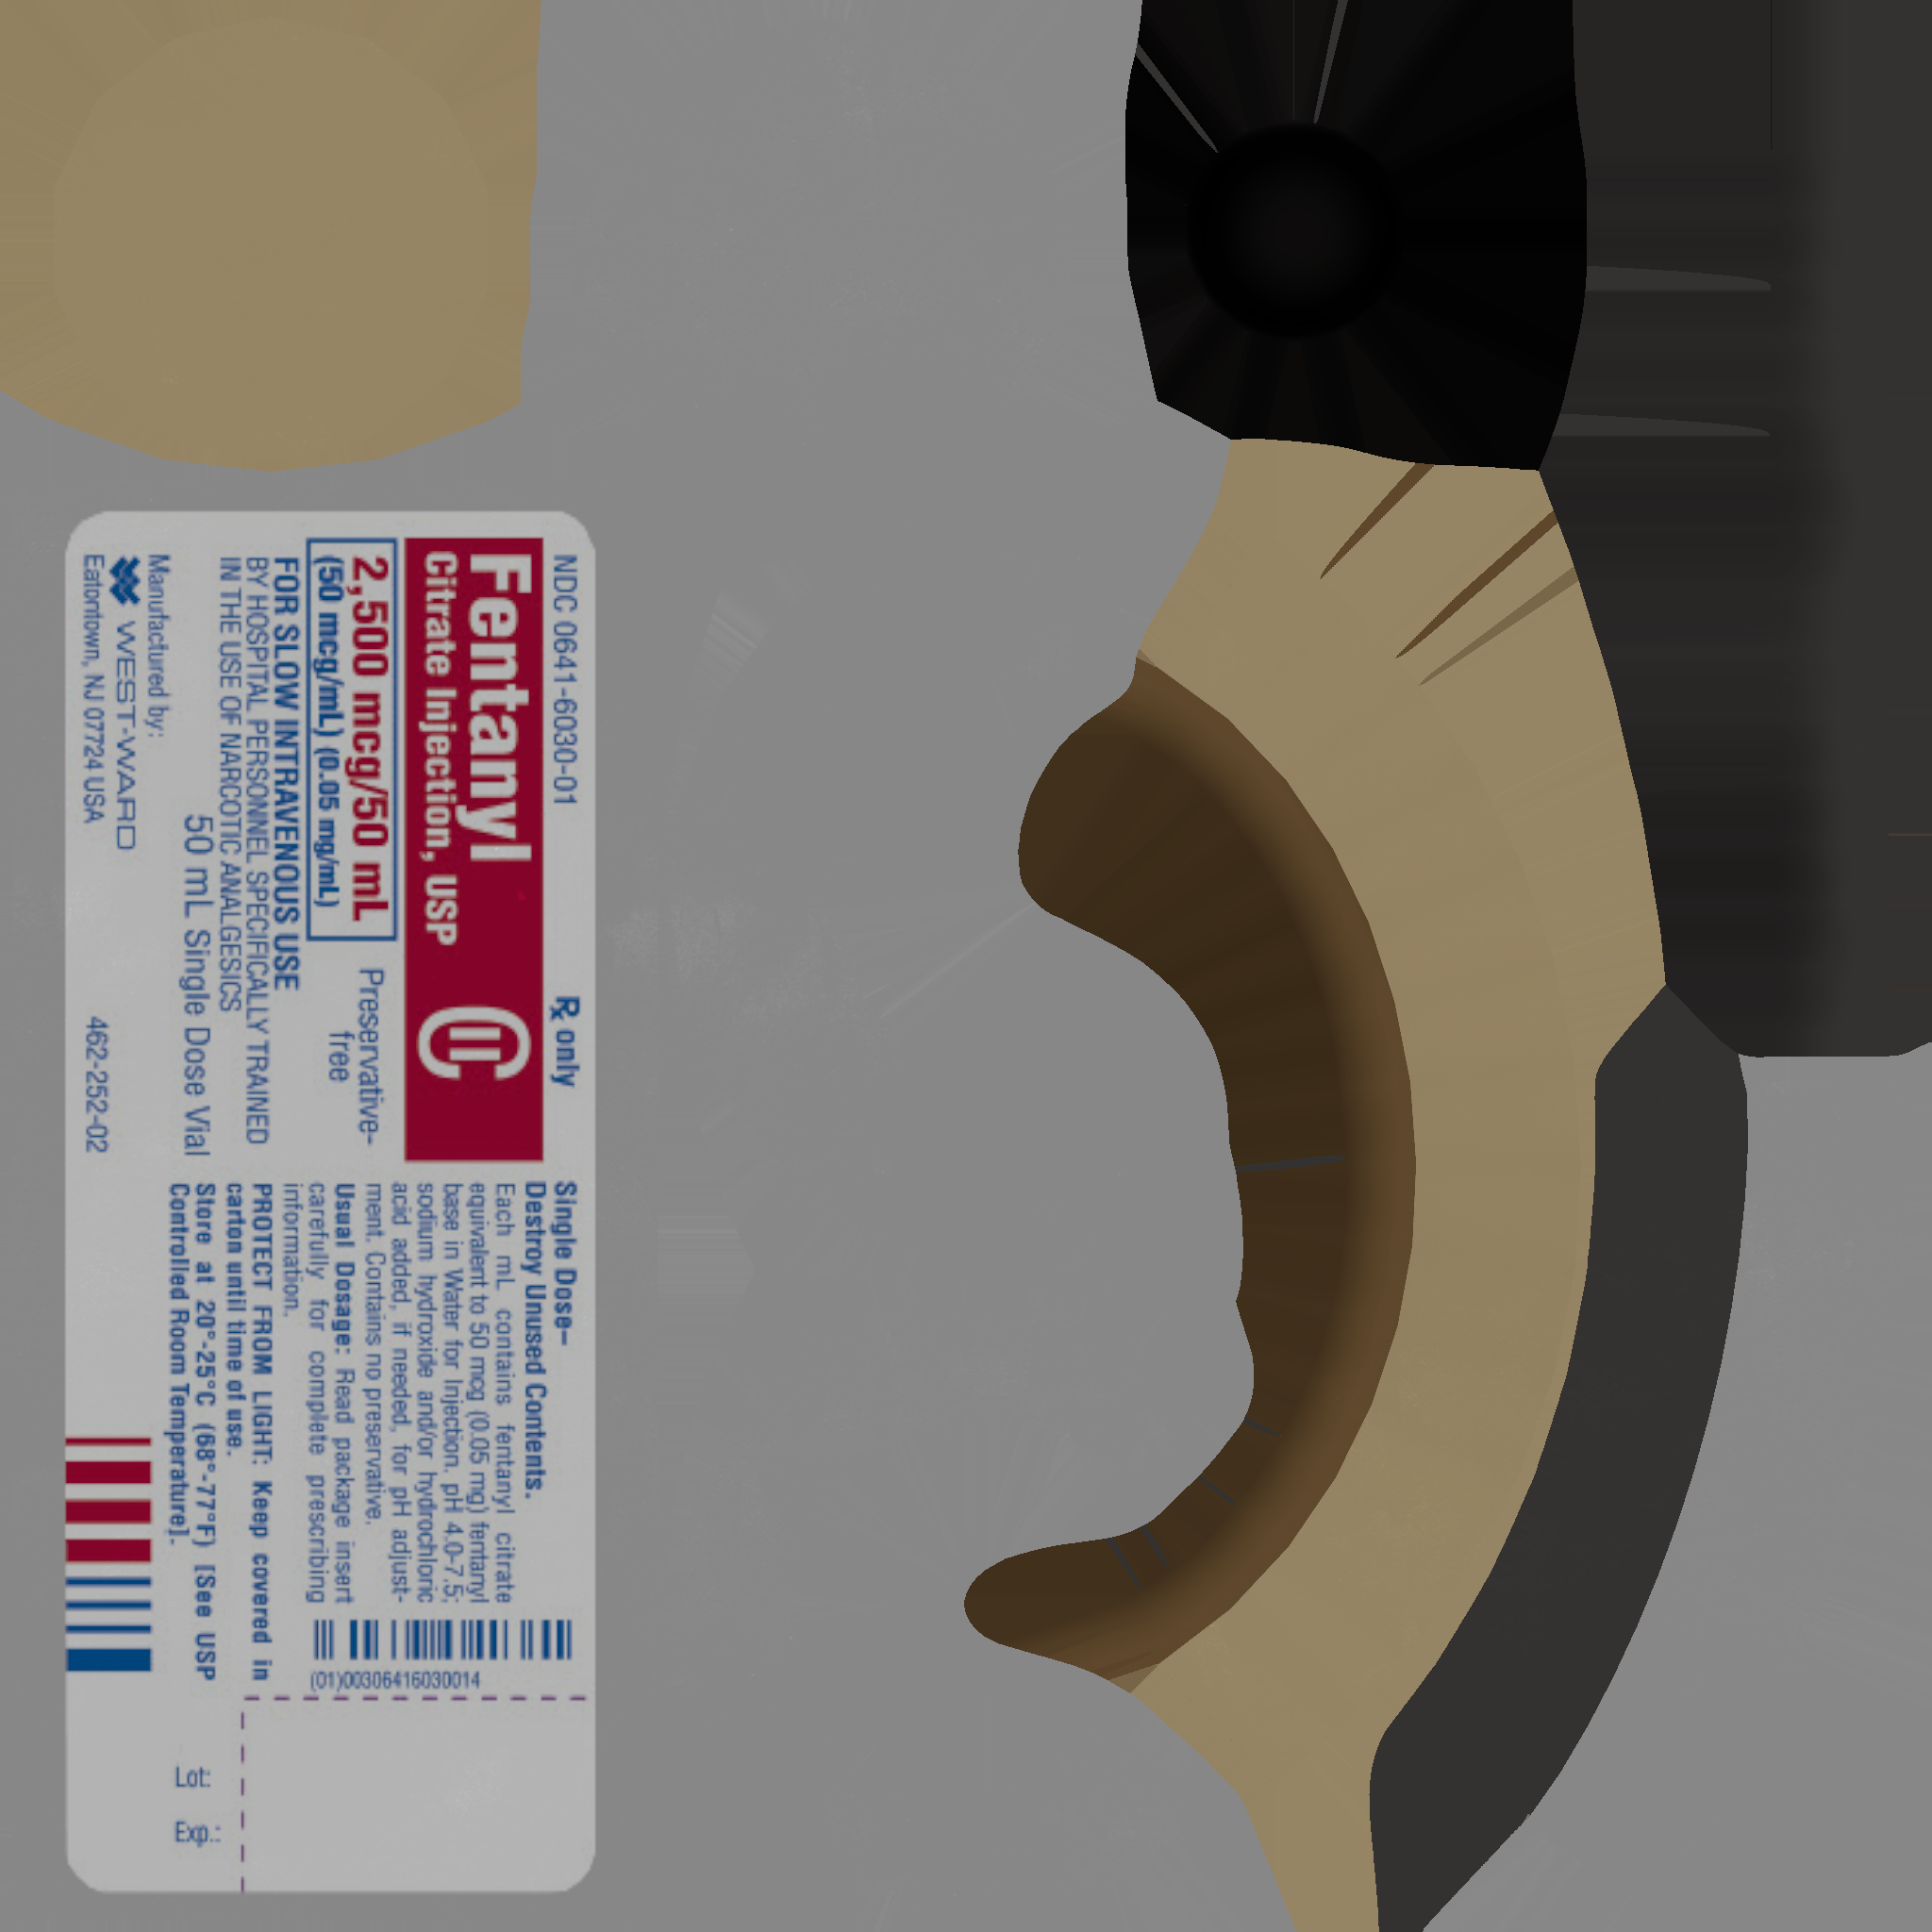 NDC 0641-6030-01
Rx only
Fentanyl
Citrate Injection, USP
CII
2,500 mcg/50 mL
(50 mcg/mL) (0.05 mg/mL)
Preservative-
free
FOR SLOW INTRAVENOUS USE
BY HOSPITAL PERSONNEL SPECIFICALLY TRAINED
IN THE USE OF NARCOTIC ANALGESICS
50 mL Single Dose Vial
Manufactured by:
WEST-WARD
Eatontown, NJ 07724 USA
462-252-02
Single Dose–
Destroy Unused Contents.
Each mL contains fentanyl citrate
equivalent to 50 mcg (0.05 mg) fentanyl
base in Water for Injection. pH 4.0-7.5;
sodium hydroxide and/or hydrochloric
acid added, if needed, for pH adjust-
ment. Contains no preservative.
Usual Dosage: Read package insert
carefully for complete prescribing
information.
PROTECT FROM LIGHT: Keep covered in
carton until time of use.
Store at 20°-25°C (68°-77°F) [See USP
Controlled Room Temperature].
(01)00306416030014
Lot:
Exp.: